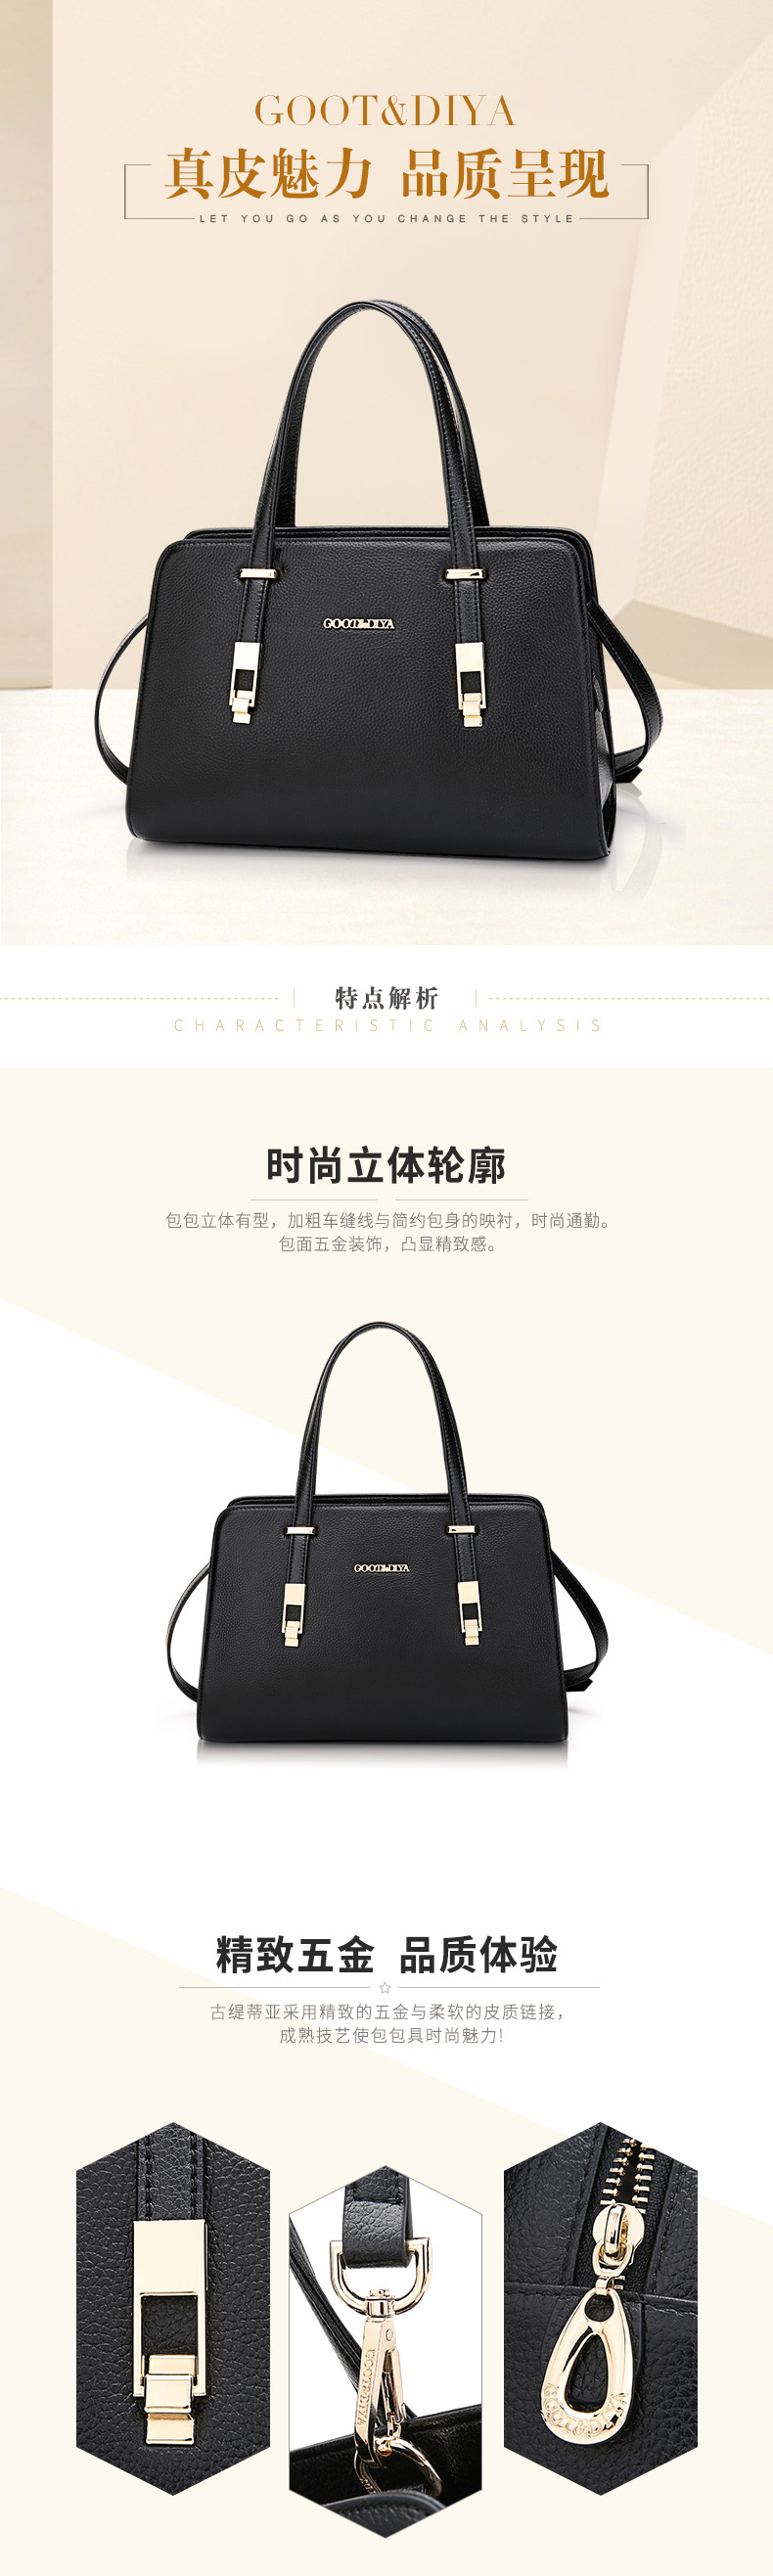 GOOT&DIYA
真皮魅力 品质呈现
LET YOU GO AS YOU CHANGE THE STYLE
GOOT&DIYA
特点解析
CHARACTERISTIC ANALYSIS
时尚立体轮廓
包包立体有型，加粗车缝线与简约包身的映衬，时尚通勤。
包面五金装饰，凸显精致感。
GOOT&DIYA
精致五金 品质体验
古缇蒂亚采用精致的五金与柔软的皮质链接，
成熟技艺使包包具时尚魅力!
GOOT&DIYA
GOOT&DIYA